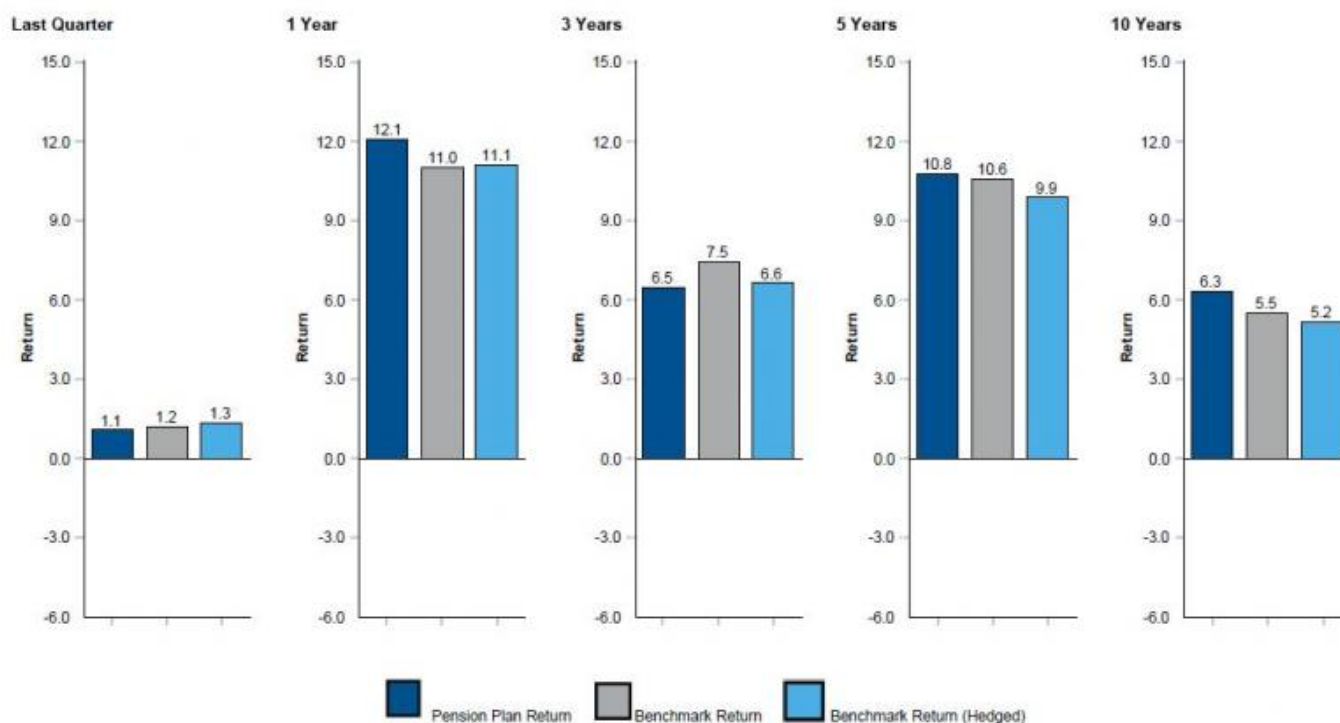 Last Quarter
1 Year
3 Years
5 Years
10 Years
15.0 15.0 15.0 15.0 15.0
12.0 12.0 12.0 12.0 12.0
9.0 9.0 9.0 9.0 9.0
6.0 6.0 6.0 6.0 6.0
3.0 3.0 3.0 3.0 3.0
0.0 0.0 0.0 0.0 0.0
-3.0 -3.0 -3.0 -3.0 -3.0
-6.0 -6.0 -6.0 -6.0 -6.0
Return Return Return Return Return
1.1 1.2 1.3
12.1 11.0 11.1
6.5 7.5 6.6
10.8 10.6 9.9
6.3 5.5 5.2
Pension Plan Return
Benchmark Return
Benchmark Return (Hedged)